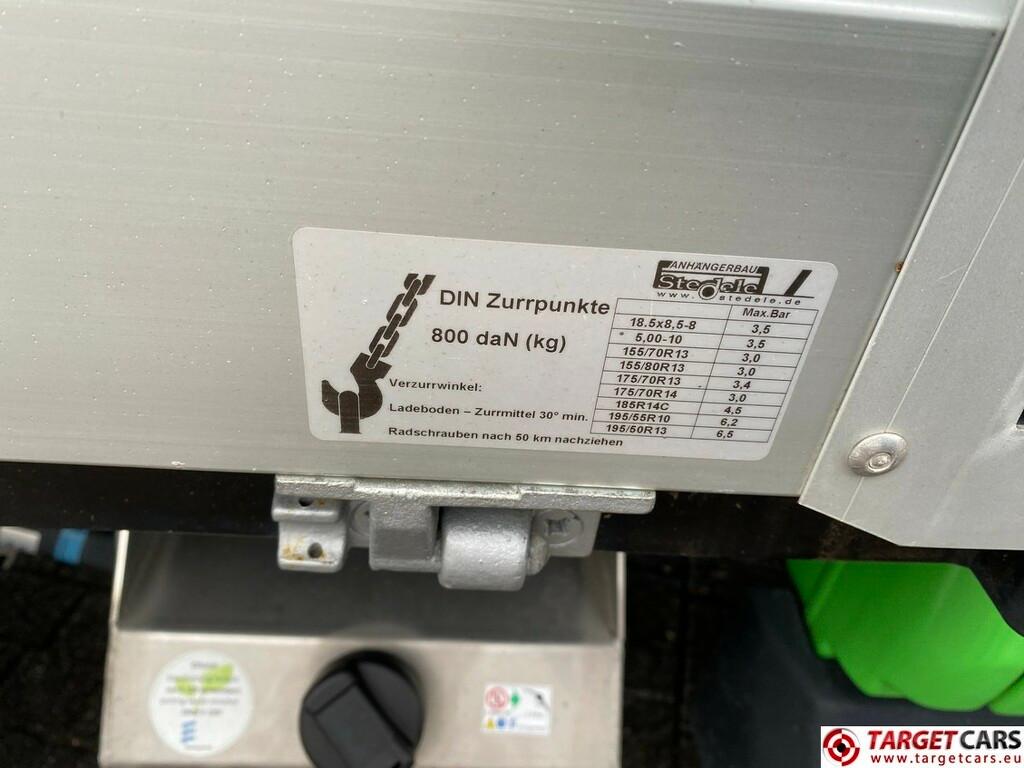 ANHÄNGERBAU
Stedele
www.stedele.de
DIN Zurrpunkte
800 daN (kg)
Verzurrwinkel:
Ladeboden – Zurrmittel 30° min.
Radschrauben nach 50 km nachziehen
Max.Bar
18.5x8,5-8 3,5
5,00-10 3,5
155/70R13 3,0
155/80R13 3,0
175/70R13 3,4
175/70R14 3,0
185R14C 4,5
195/55R10 6,2
195/50R13 6,5
TARGETCARS
www.targetcars.eu